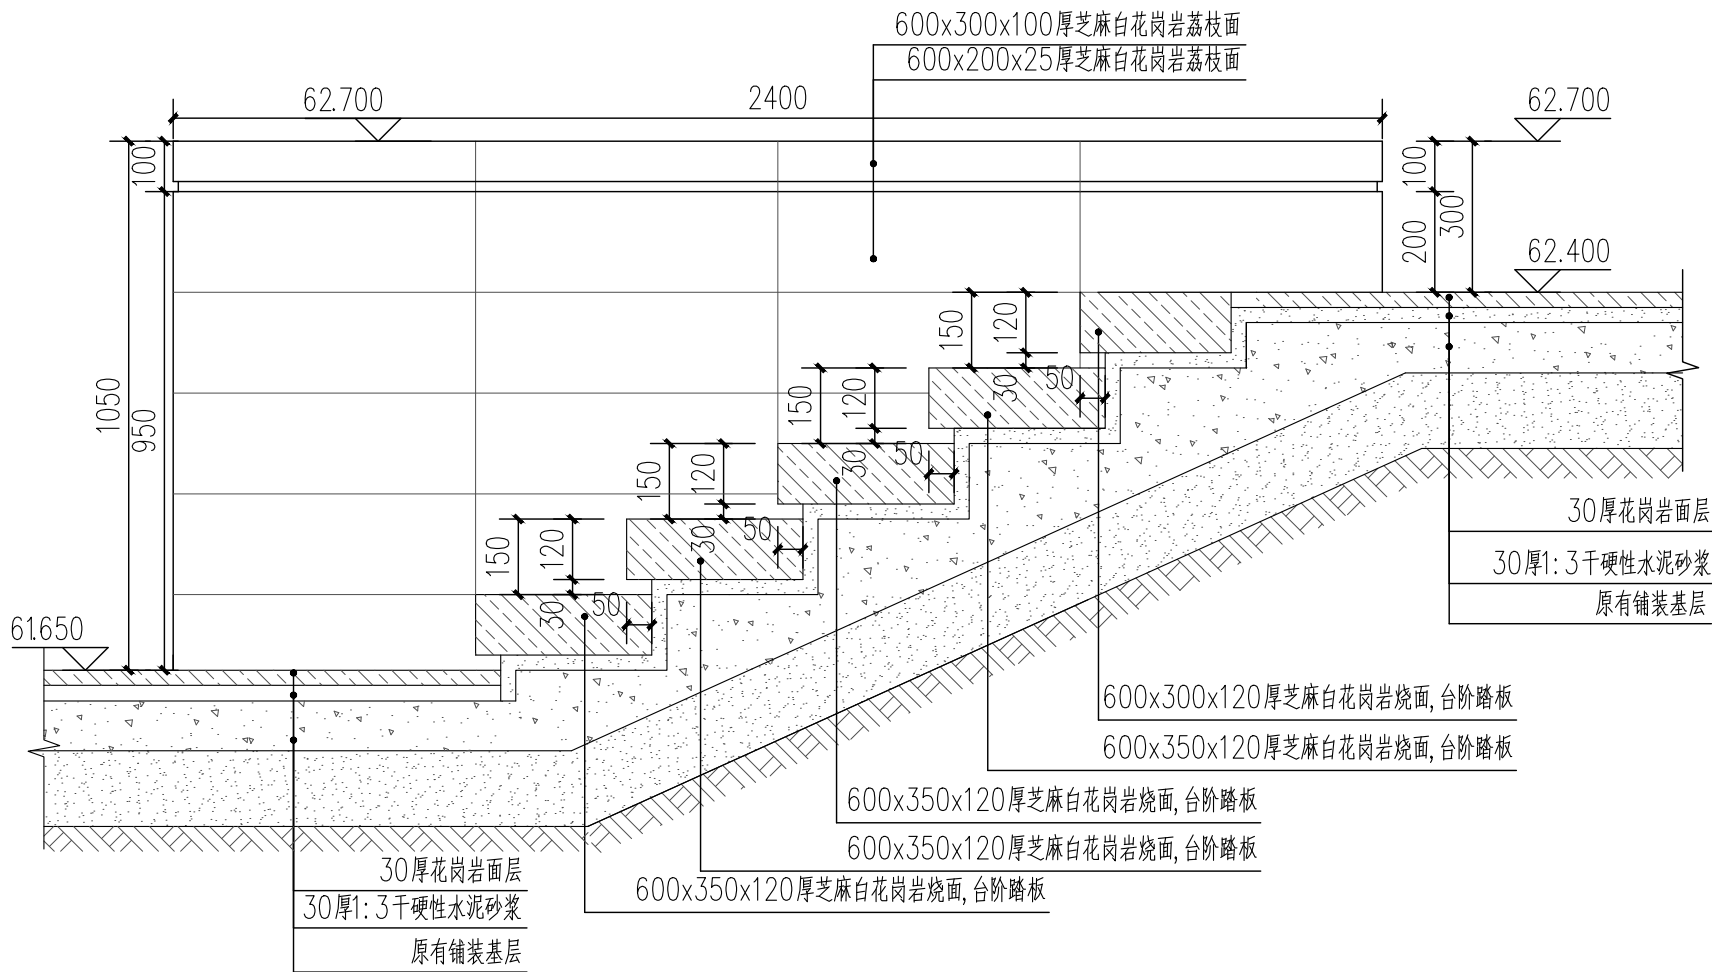 600x300x100厚芝麻白花岗岩荔枝面
600x200x25厚芝麻白花岗岩荔枝面
62.700
2400
62.700
100
100
200
300
62.400
1050
950
150
120
30
50
150
120
30
50
150
120
30
50
150
120
30
50
61.650
30厚花岗岩面层
30厚1:3干硬性水泥砂浆
原有铺装基层
600x300x120厚芝麻白花岗岩烧面,台阶踏板
600x350x120厚芝麻白花岗岩烧面,台阶踏板
600x350x120厚芝麻白花岗岩烧面,台阶踏板
600x350x120厚芝麻白花岗岩烧面,台阶踏板
600x350x120厚芝麻白花岗岩烧面,台阶踏板
30厚花岗岩面层
30厚1:3干硬性水泥砂浆
原有铺装基层